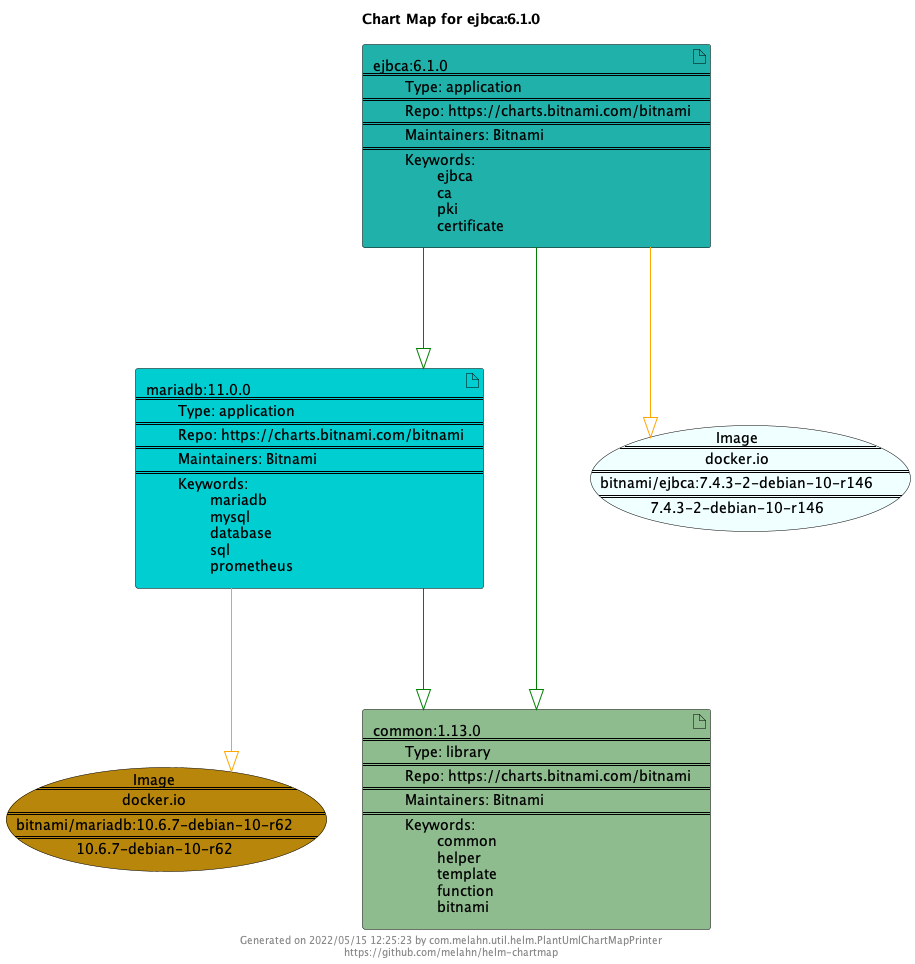 Chart Map for ejbca:6.1.0
ejbca:6.1.0
Type: application
Repo: https://charts.bitnami.com/bitnami
Maintainers: Bitnami
Keywords:
ejbca
ca
pki
certificate
mariadb:11.0.0
Type: application
Repo: https://charts.bitnami.com/bitnami
Maintainers: Bitnami
Keywords:
mariadb
mysql
database
sql
prometheus
Image
docker.io
bitnami/ejbca:7.4.3-2-debian-10-r146
7.4.3-2-debian-10-r146
common:1.13.0
Type: library
Repo: https://charts.bitnami.com/bitnami
Maintainers: Bitnami
Keywords:
common
helper
template
function
bitnami
Image
docker.io
bitnami/mariadb:10.6.7-debian-10-r62
10.6.7-debian-10-r62
Generated on 2022/05/15 12:25:23 by com.melahn.util.helm.PlantUmlChartMapPrinter
https://github.com/melahn/helm-chartmap